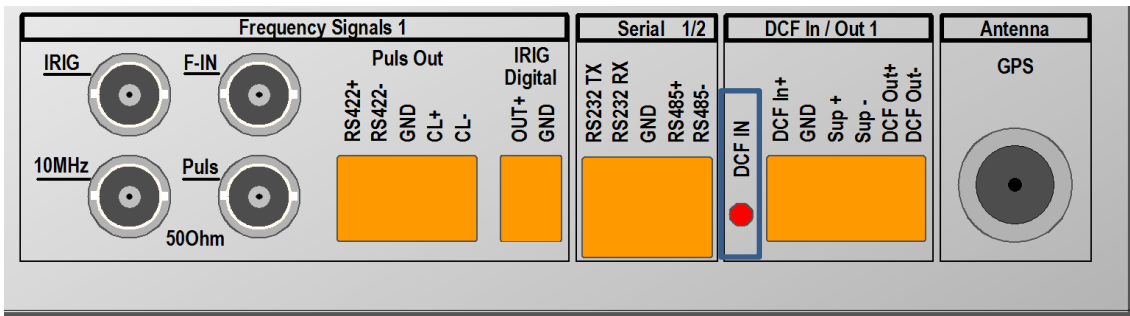 Frequency Signals 1
Serial 1/2
DCF In / Out 1
Antenna
IRIG
F-IN
Puls Out
IRIG
Digital
GPS
RS422+
RS422-
GND
CL+
CL-
OUT+
GND
RS232 TX
RS232 RX
GND
RS485+
RS485-
DCF IN
DCF In+
GND
Sup +
Sup -
DCF Out+
DCF Out-
10MHz
Puls
50Ohm